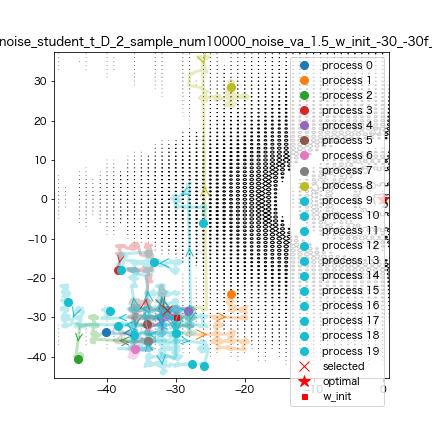 noise_student_t_D_2_sample_num10000_noise_va_1.5_w_init_-30_-30f_
30
20
10
0
−10
−20
−30
−40
−40
−30
−20
−10
0
process 0
process 1
process 2
process 3
process 4
process 5
process 6
process 7
process 8
process 9
process 10
process 11
process 12
process 13
process 14
process 15
process 16
process 17
process 18
process 19
selected
optimal
w_init